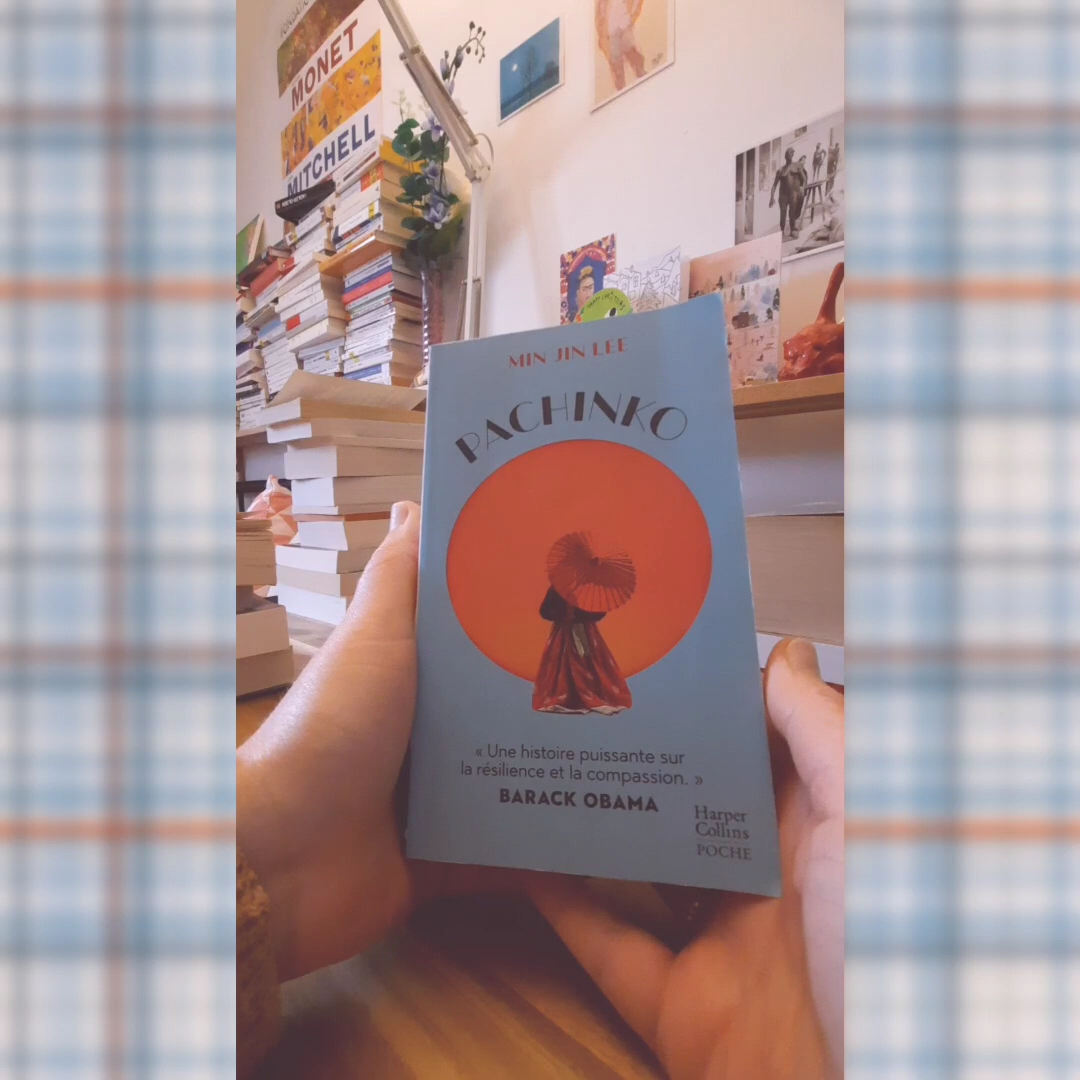 MONET
MITCHELL
MIN JIN LEE
PACHINKO
« Une histoire puissante sur
la résilience et la compassion. »
BARACK OBAMA
Harper
Collins
POCHE